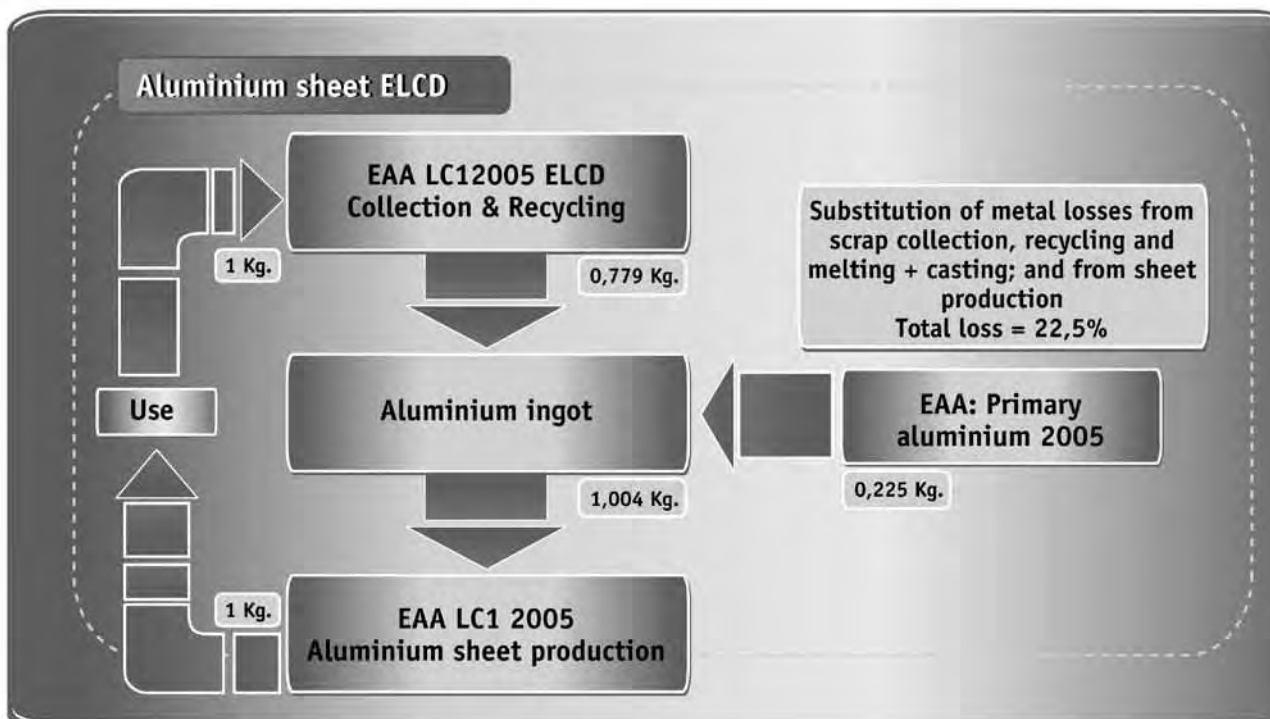 Aluminium sheet ELCD
EAA LC12005 ELCD
Collection & Recycling
1 Kg.
0,779 Kg.
Substitution of metal losses from
scrap collection, recycling and
melting + casting; and from sheet
production
Total loss = 22,5%
Use
Aluminium ingot
EAA: Primary
aluminium 2005
1,004 Kg.
0,225 Kg.
1 Kg.
EAA LC1 2005
Aluminium sheet production